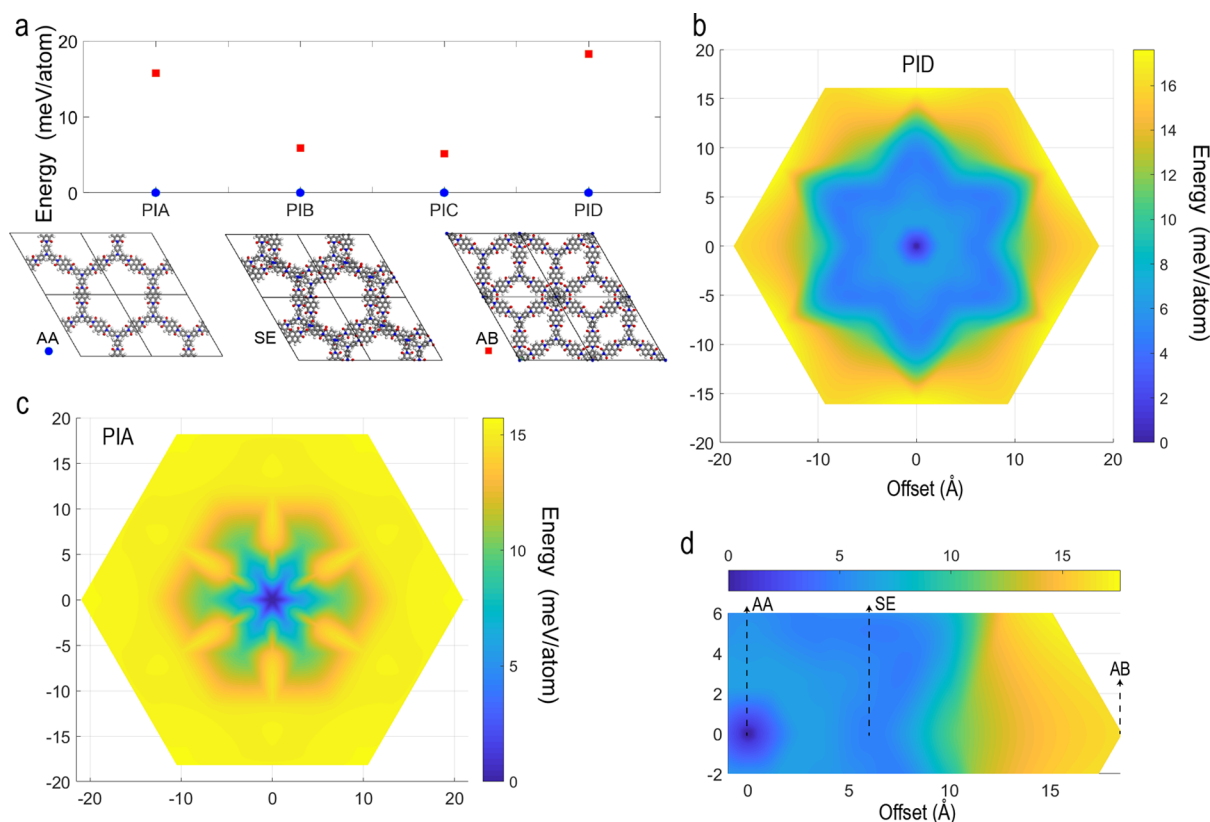 a
20
10
0
Energy (meV/atom)
PIA PIB PIC PID
AA
SE
AB
b
PID
20
15
10
5
0
-5
-10
-15
-20
-20 -10 0 10 20
Offset (Å)
16
14
12
10
8
6
4
2
0
Energy (meV/atom)
c
PIA
20
15
10
5
0
-5
-10
-15
-20
-20 -10 0 10 20
15
10
5
0
Energy (meV/atom)
d
0 5 10 15
AA SE AB
6
4
2
0
-2
0 5 10 15
Offset (Å)